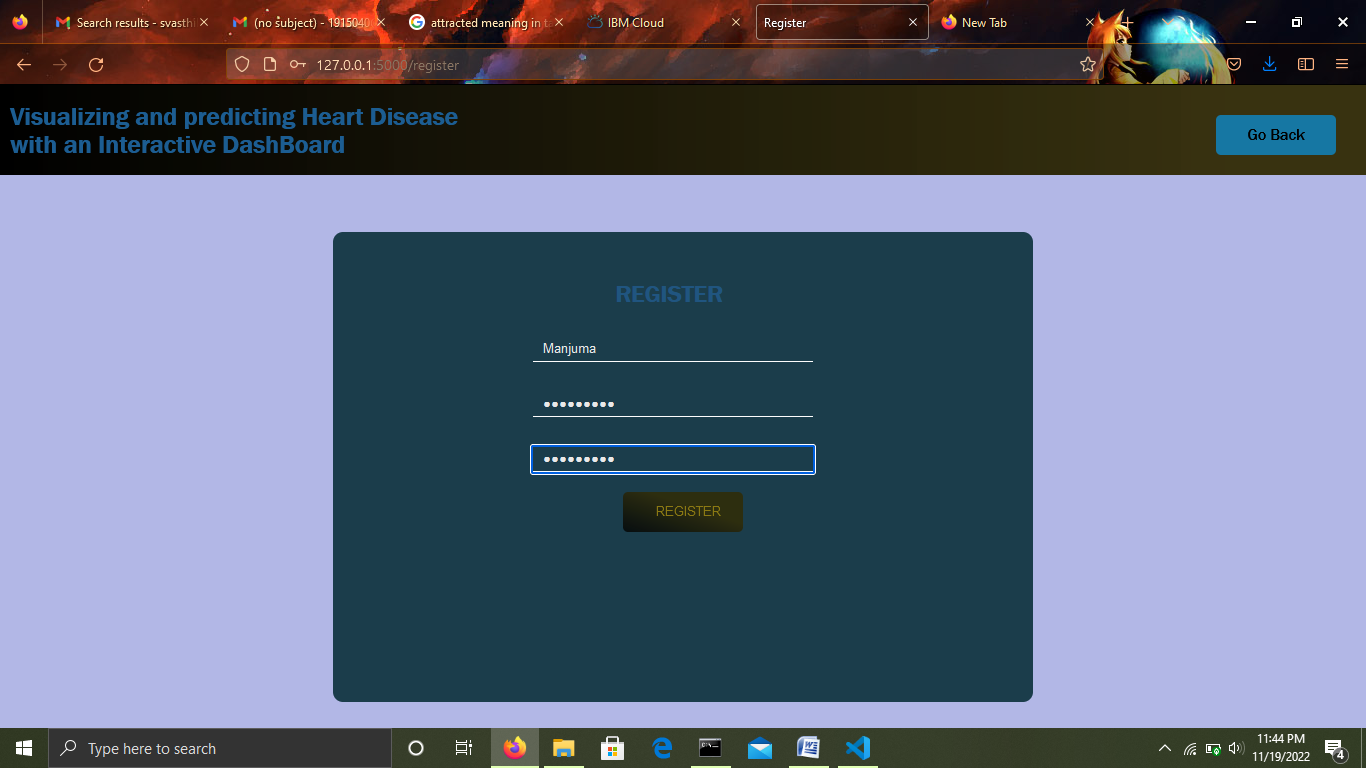 Search results - svasthi
(no subject) - 1915040
attracted meaning in ta
IBM Cloud
Register
New Tab
127.0.0.1:5000/register
Visualizing and predicting Heart Disease
with an Interactive DashBoard
Go Back
REGISTER
Manjuma
•••••••••
•••••••••
REGISTER
Type here to search
11:44 PM
11/19/2022
4